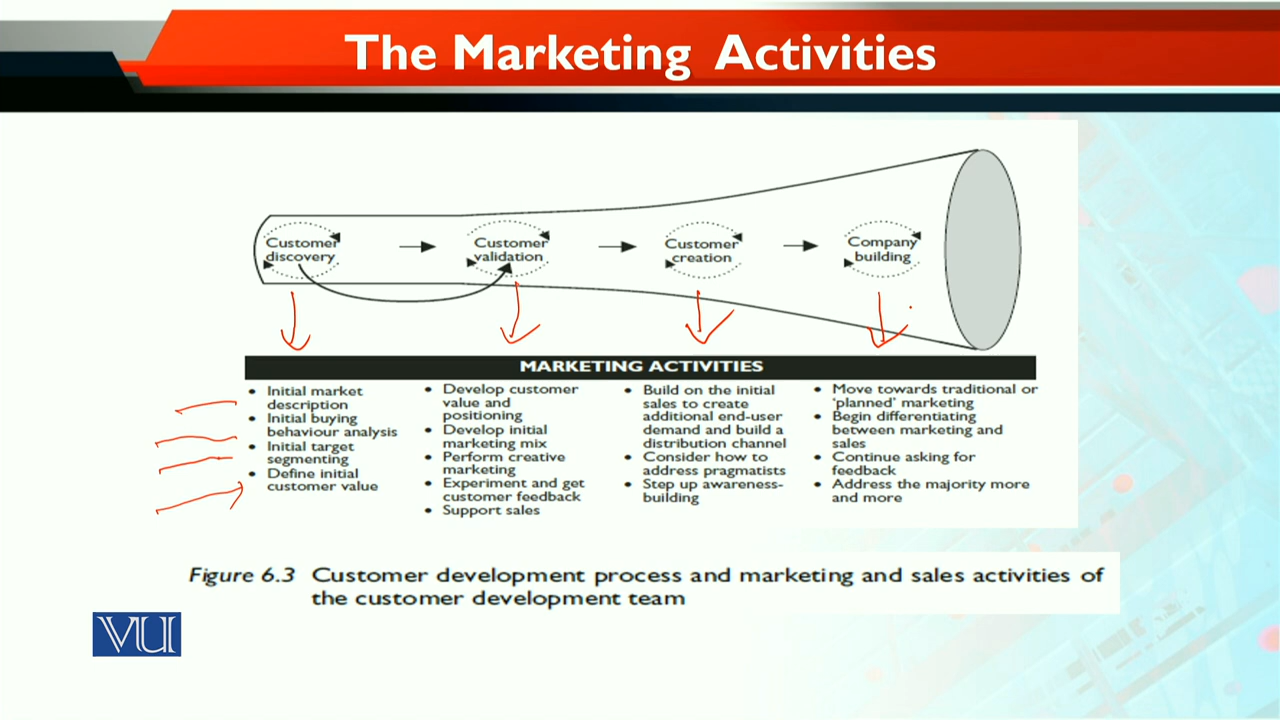 The Marketing Activities
Customer
discovery
Customer
validation
Customer
creation
Company
building
MARKETING ACTIVITIES
• Initial market
description
• Initial buying
behaviour analysis
• Initial target
segmenting
• Define initial
customer value
• Develop customer
value and
positioning
• Develop initial
marketing mix
• Perform creative
marketing
• Experiment and get
customer feedback
• Support sales
• Build on the initial
sales to create
additional end-user
demand and build a
distribution channel
• Consider how to
address pragmatists
• Step up awareness-
building
• Move towards traditional or
'planned' marketing
• Begin differentiating
between marketing and
sales
• Continue asking for
feedback
• Address the majority more
and more
Figure 6.3 Customer development process and marketing and sales activities of
the customer development team
VU